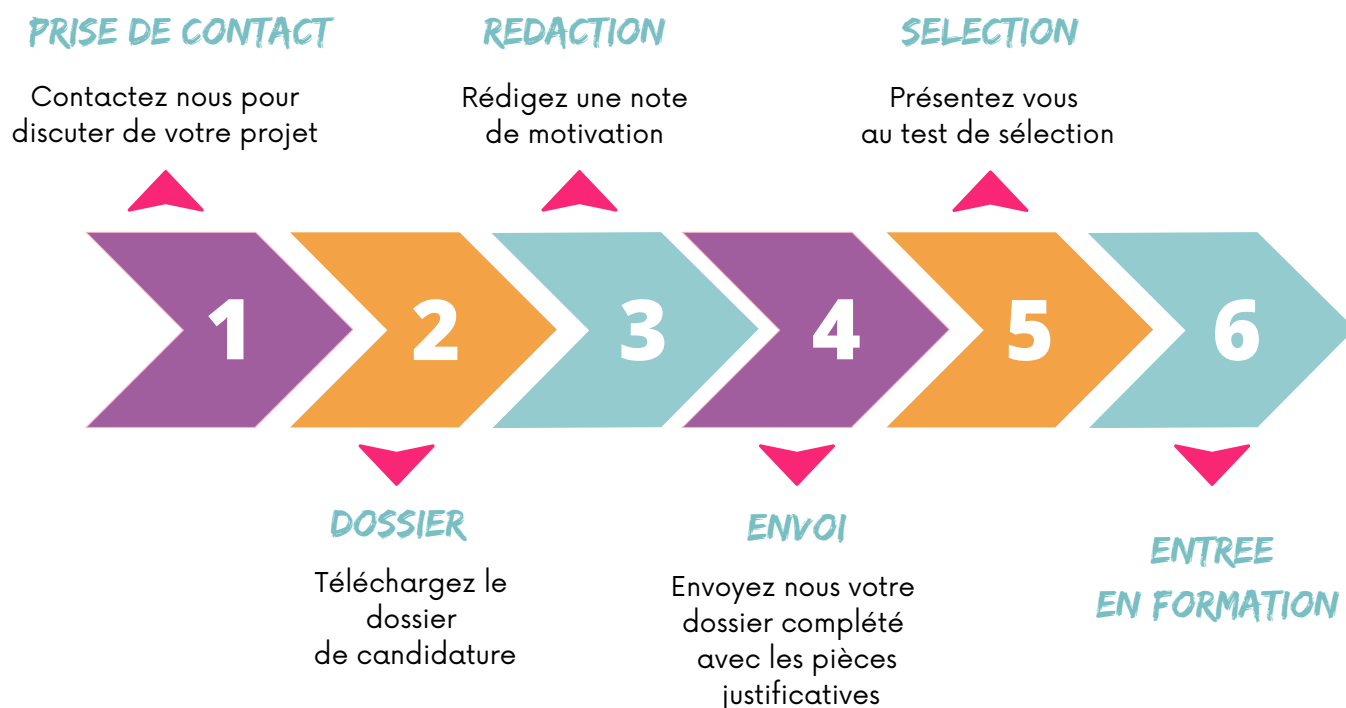 PRISE DE CONTACT
Contactez nous pour
discuter de votre projet
REDACTION
Rédigez une note
de motivation
SELECTION
Présentez vous
au test de sélection
1
2
3
4
5
6
DOSSIER
Téléchargez le
dossier
de candidature
ENVOI
Envoyez nous votre
dossier complété
avec les pièces
justificatives
ENTREE
EN FORMATION